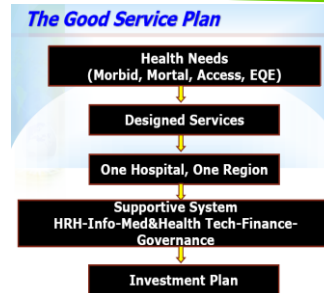 The Good Service Plan
Health Needs
(Morbid, Mortal, Access, EQE)
Designed Services
One Hospital, One Region
Supportive System
HRH-Info-Med&Health Tech-Finance-
Governance
Investment Plan